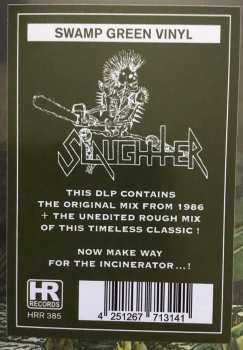 SWAMP GREEN VINYL
SLAUGHTER
THIS DLP CONTAINS
THE ORIGINAL MIX FROM 1986
+ THE UNEDITED ROUGH MIX
OF THIS TIMELESS CLASSIC !
NOW MAKE WAY
FOR THE INCINERATOR...!
HR
RECORDS
HRR 385
4 251267 713141